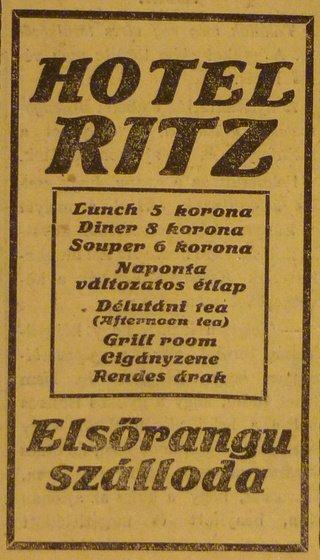 HOTEL
RITZ
Lunch 5 korona
Diner 8 korona
Souper 6 korona
Naponta
változatos étlap
Délutáni tea
(Afternoon tea)
Grill room
Cigányzene
Rendes árak
Elsőrangu
szálloda